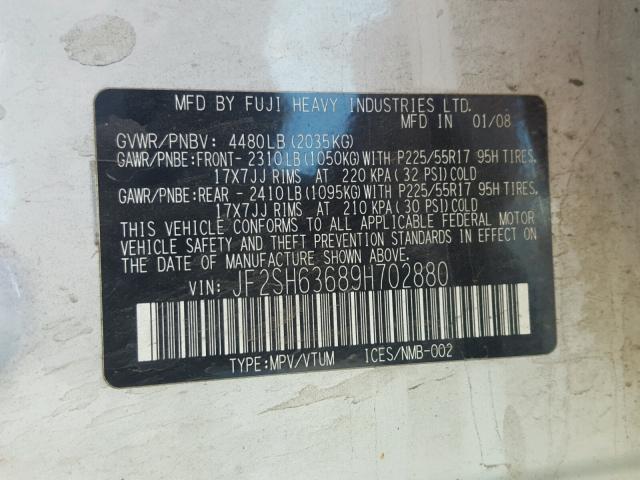 MFD BY FUJI HEAVY INDUSTRIES LTD.
MFD IN 01/08
GVWR/PNBV: 4480LB(2035KG)
GAWR/PNBE:FRONT- 2310LB(1050KG)WITH P225/55R17 95H TIRES,
17X7JJ RIMS AT 220 KPA(32 PSI)COLD
GAWR/PNBE:REAR - 2410LB(1095KG)WITH P225/55R17 95H TIRES,
17X7JJ RIMS AT 210 KPA(30 PSI)COLD
THIS VEHICLE CONFORMS TO ALL APPLICABLE FEDERAL MOTOR
VEHICLE SAFETY AND THEFT PREVENTION STANDARDS IN EFFECT ON
THE DATE OF MANUFACTURE SHOWN ABOVE.
VIN: JF2SH63689H702880
TYPE:MPV/VTUM ICES/NMB-002